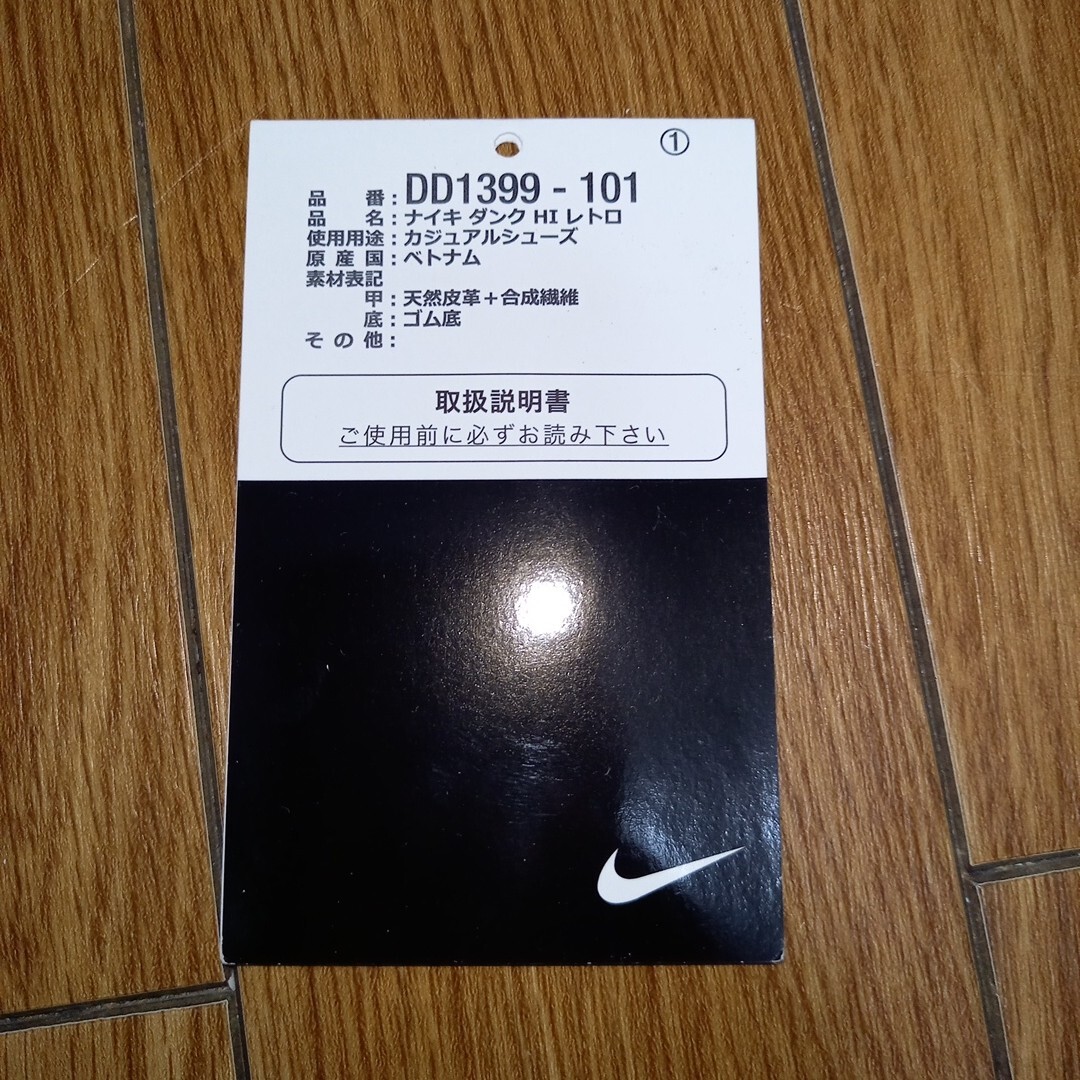 ①
品番：DD1399 - 101
品名：ナイキ ダンク HI レトロ
使用用途：カジュアルシューズ
原産国：ベトナム
素材表記
甲：天然皮革＋合成繊維
底：ゴム底
その他：
取扱説明書
ご使用前に必ずお読み下さい